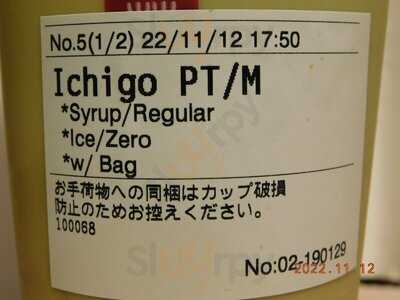 No.5(1/2) 22/11/12 17:50
Ichigo PT/M
*Syrup/Regular
*Ice/Zero
*w/ Bag
お手荷物への同梱はカップ破損
防止のためお控えください。
100068
No:02-190129
2022.11.12
Slurpy
Slurpy